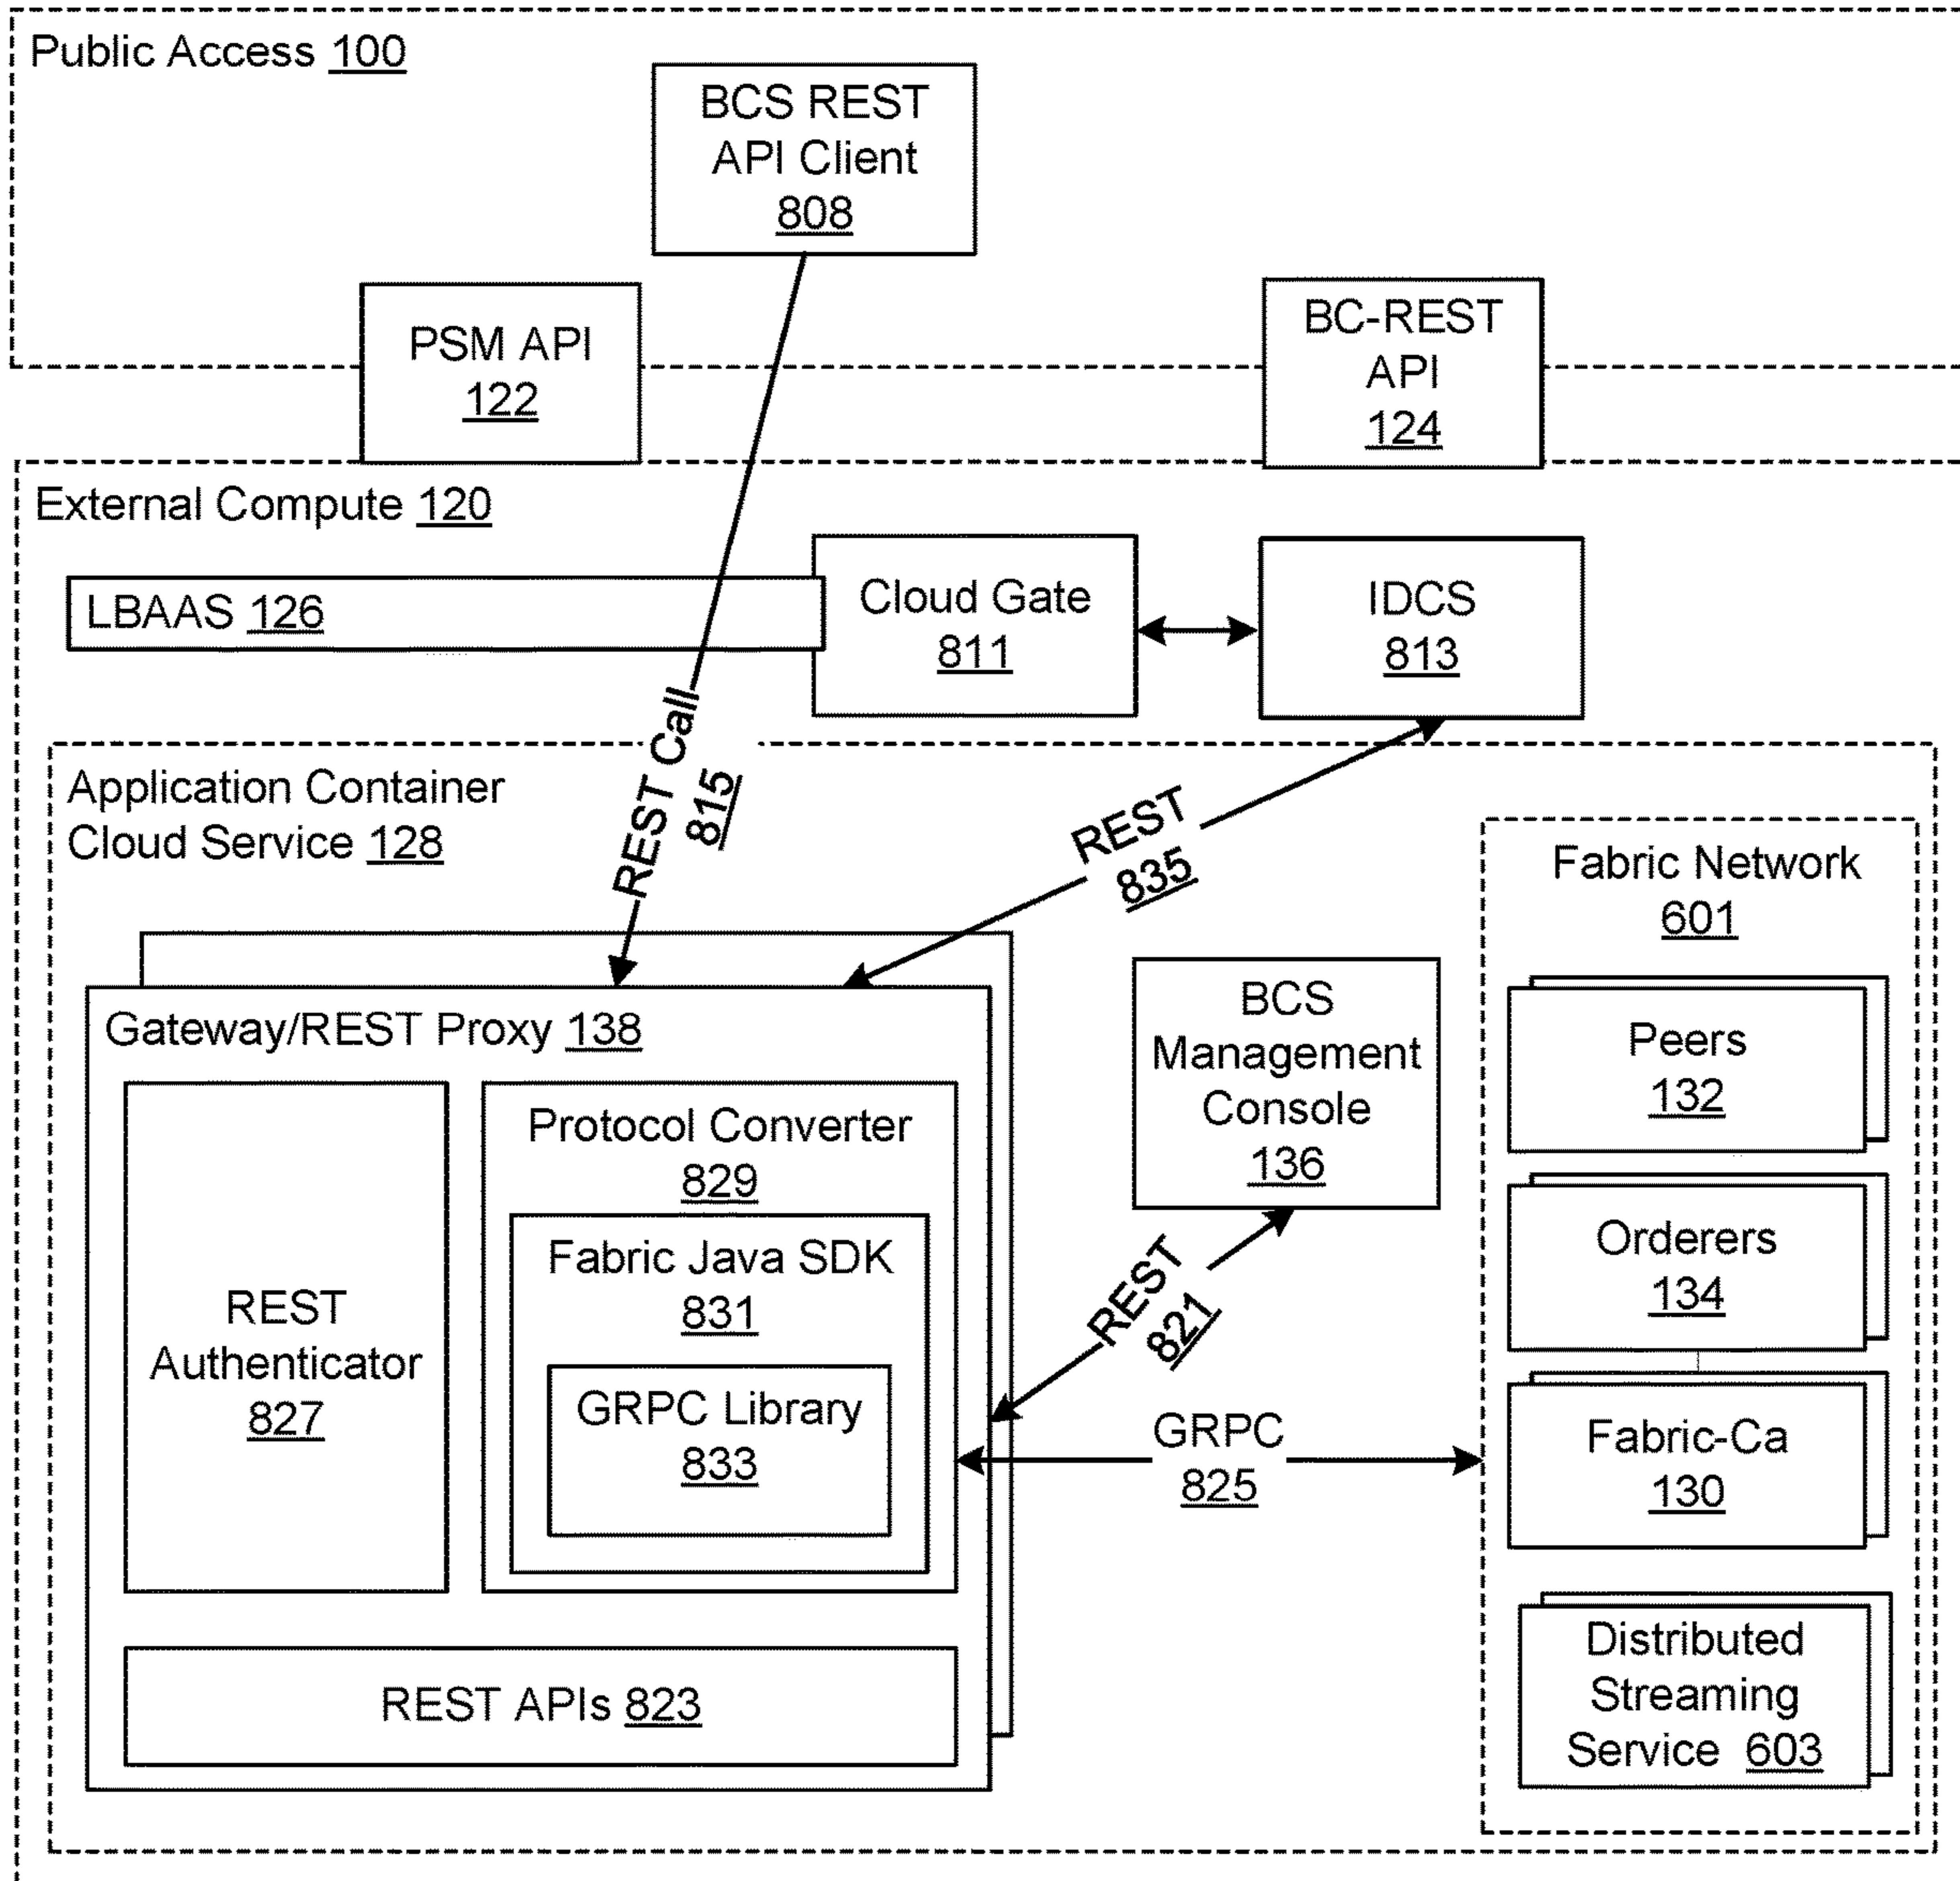 Public Access 100
BCS REST
API Client
808
PSM API
122
BC-REST
API
124
External Compute 120
LBAAS 126
Cloud Gate
811
IDCS
813
REST Call
815
Application Container
Cloud Service 128
REST
835
Fabric Network
601
Gateway/REST Proxy 138
BCS
Management
Console
136
Peers
132
Protocol Converter
829
REST
Authenticator
827
Fabric Java SDK
831
GRPC Library
833
REST
821
Orderers
134
GRPC
825
Fabric-Ca
130
REST APIs 823
Distributed
Streaming
Service 603